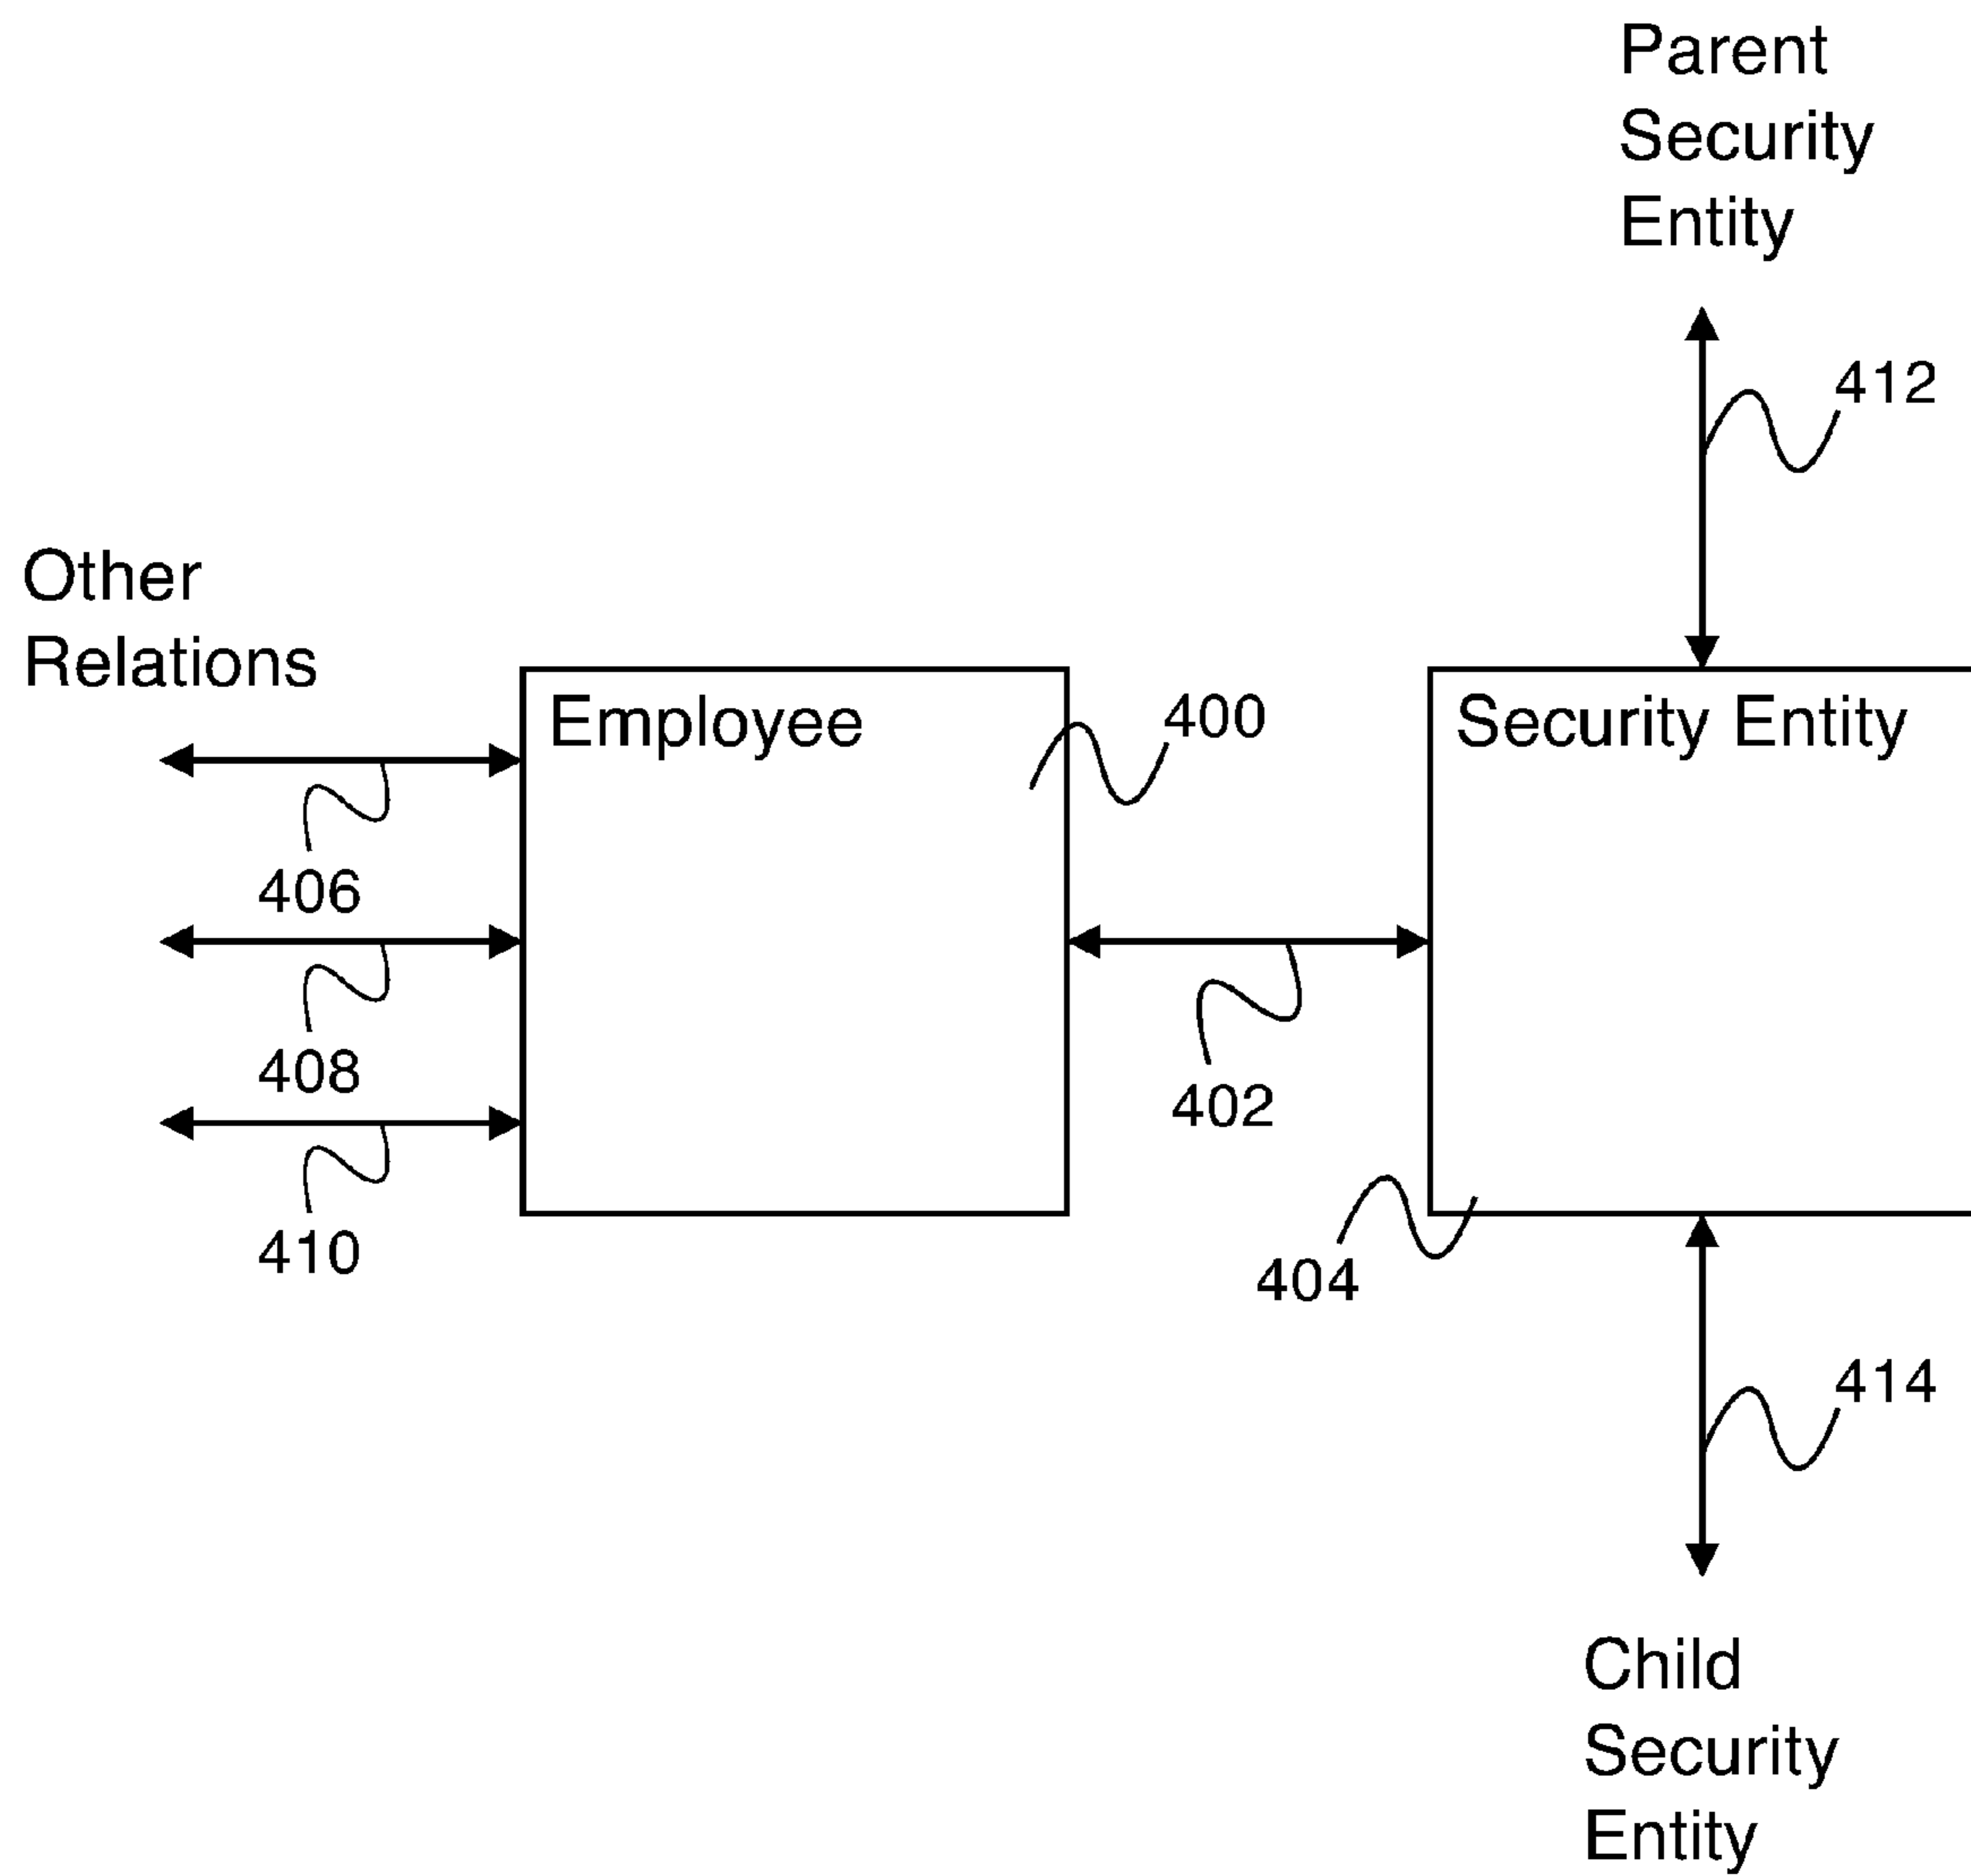 Parent
Security
Entity
412
Other
Relations
Employee
400
Security Entity
406
408
402
410
404
414
Child
Security
Entity